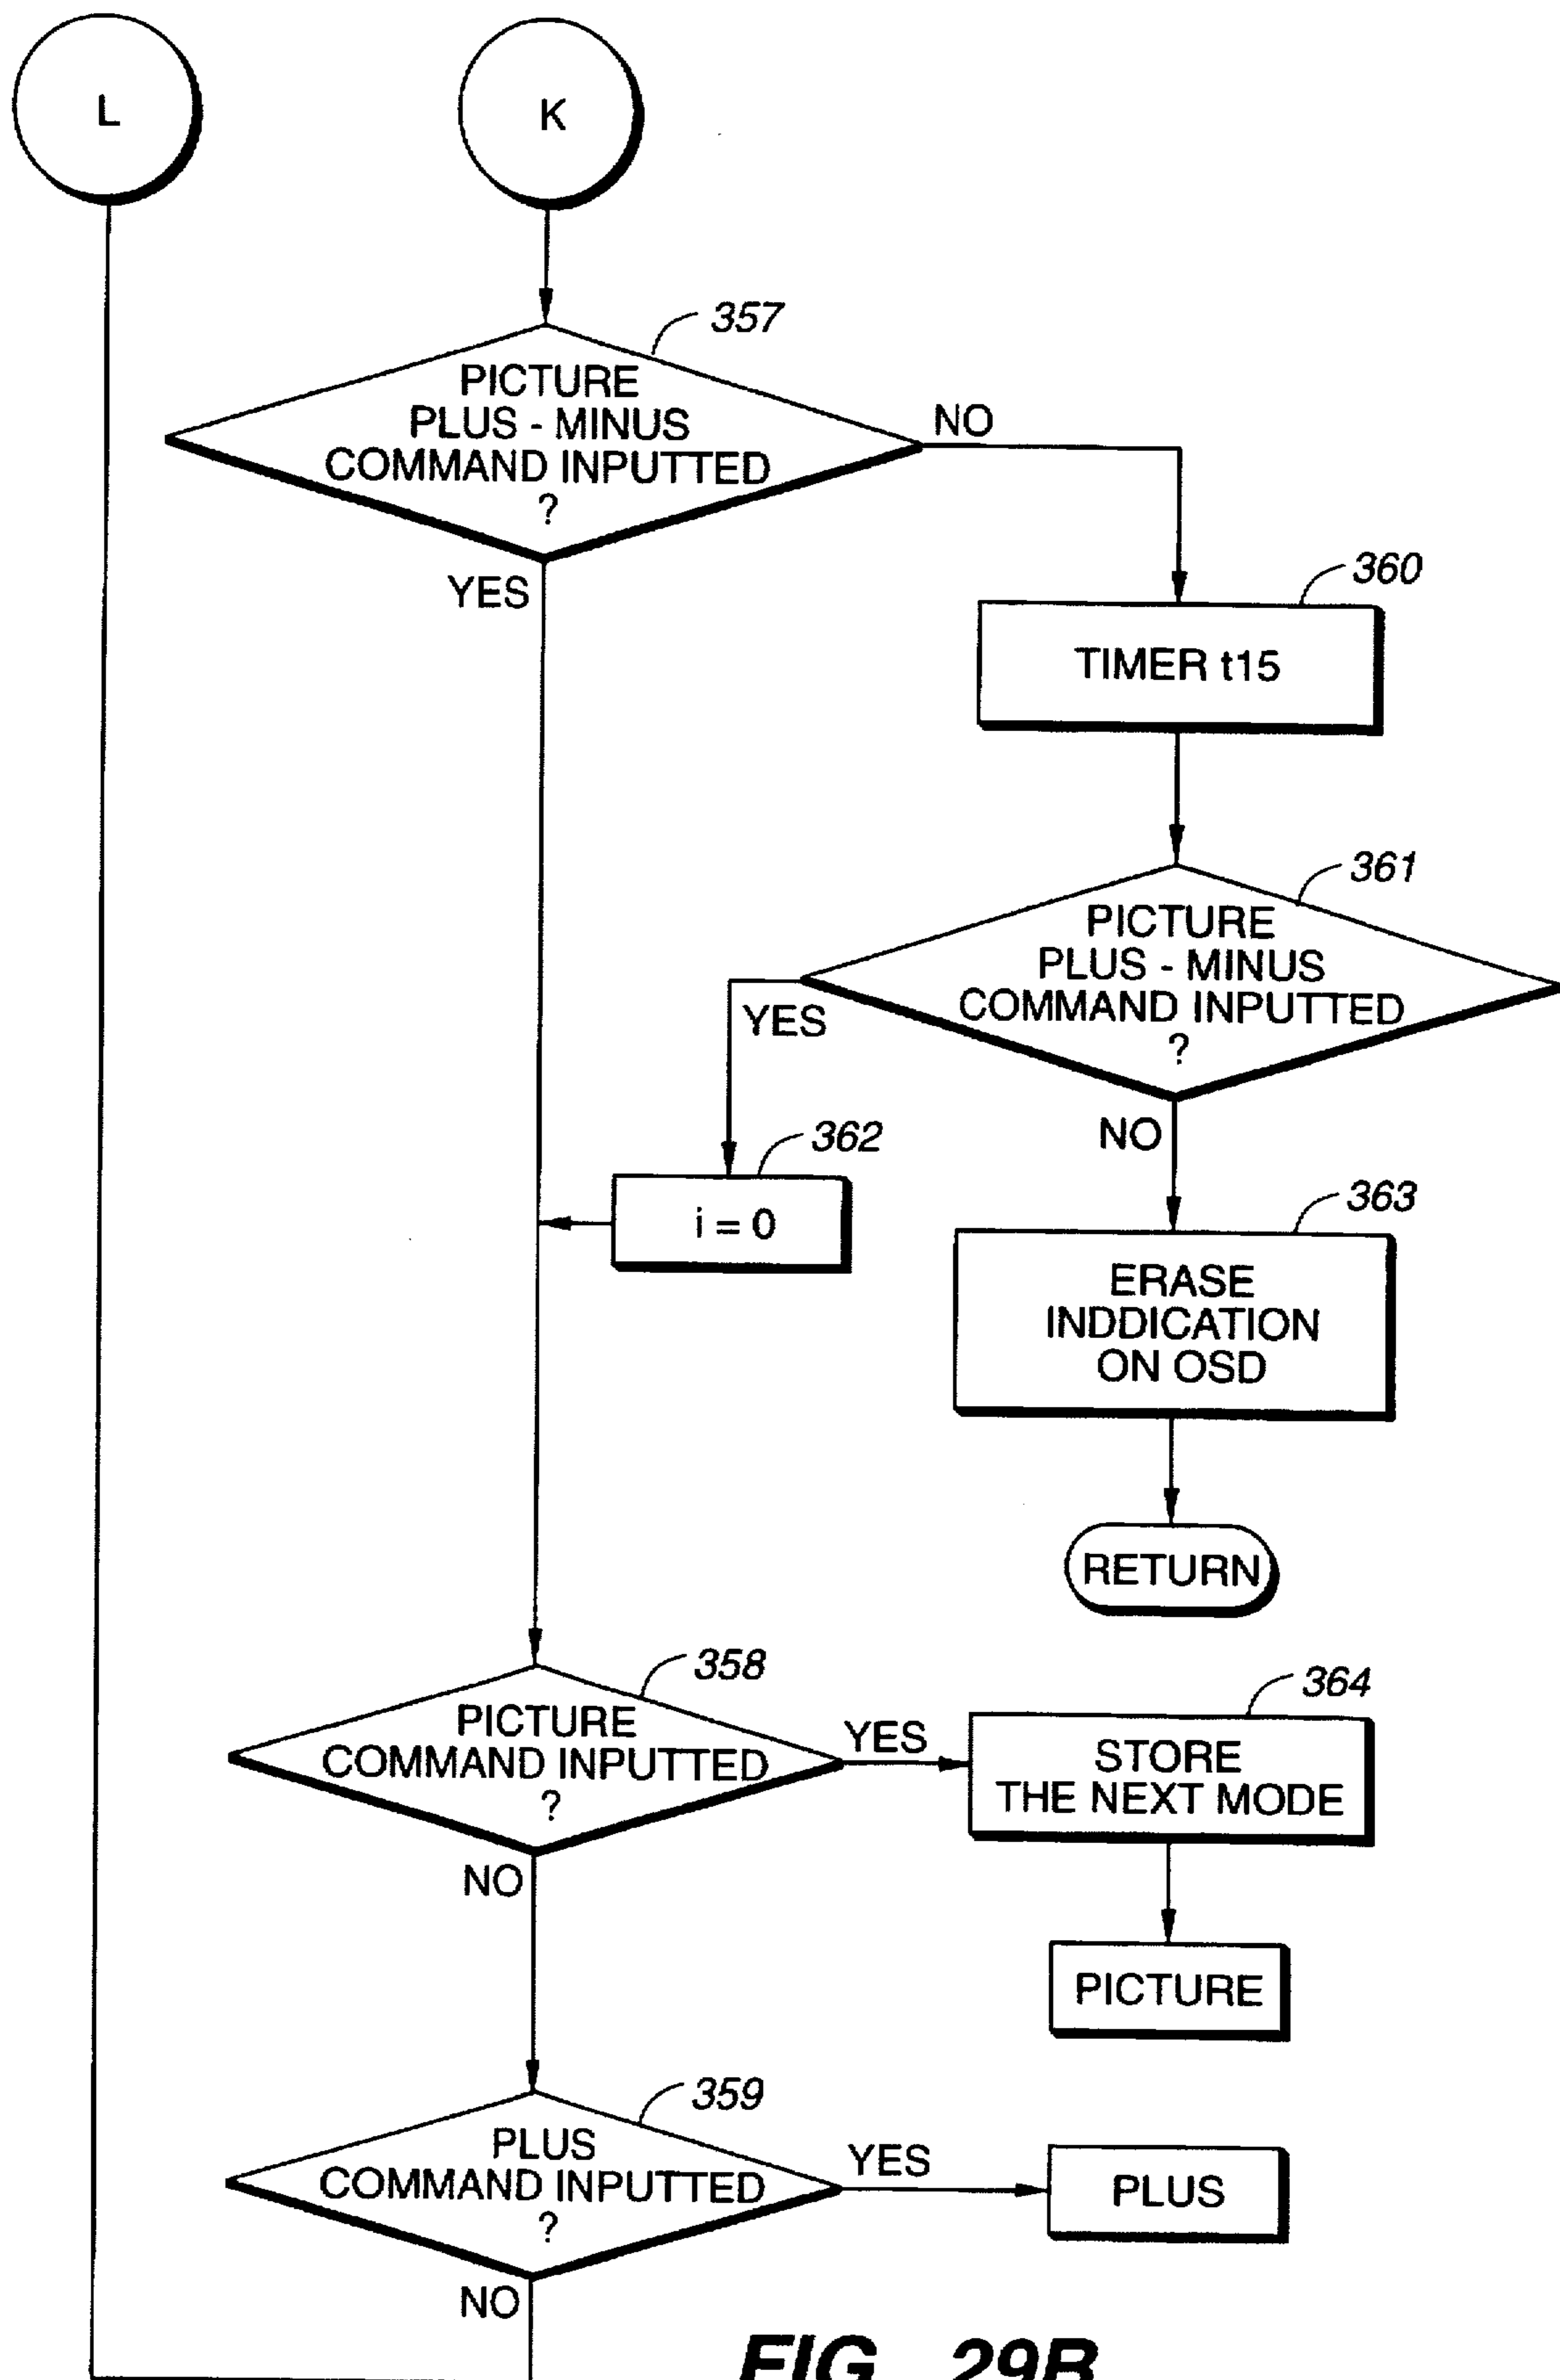 L
K
357
PICTURE
PLUS - MINUS
COMMAND INPUTTED
?
NO
YES
360
TIMER t15
361
PICTURE
PLUS - MINUS
COMMAND INPUTTED
?
YES
NO
362
i = 0
363
ERASE
INDDICATION
ON OSD
RETURN
358
PICTURE
COMMAND INPUTTED
?
YES
NO
364
STORE
THE NEXT MODE
PICTURE
359
PLUS
COMMAND INPUTTED
?
YES
PLUS
NO
FIG. 29B